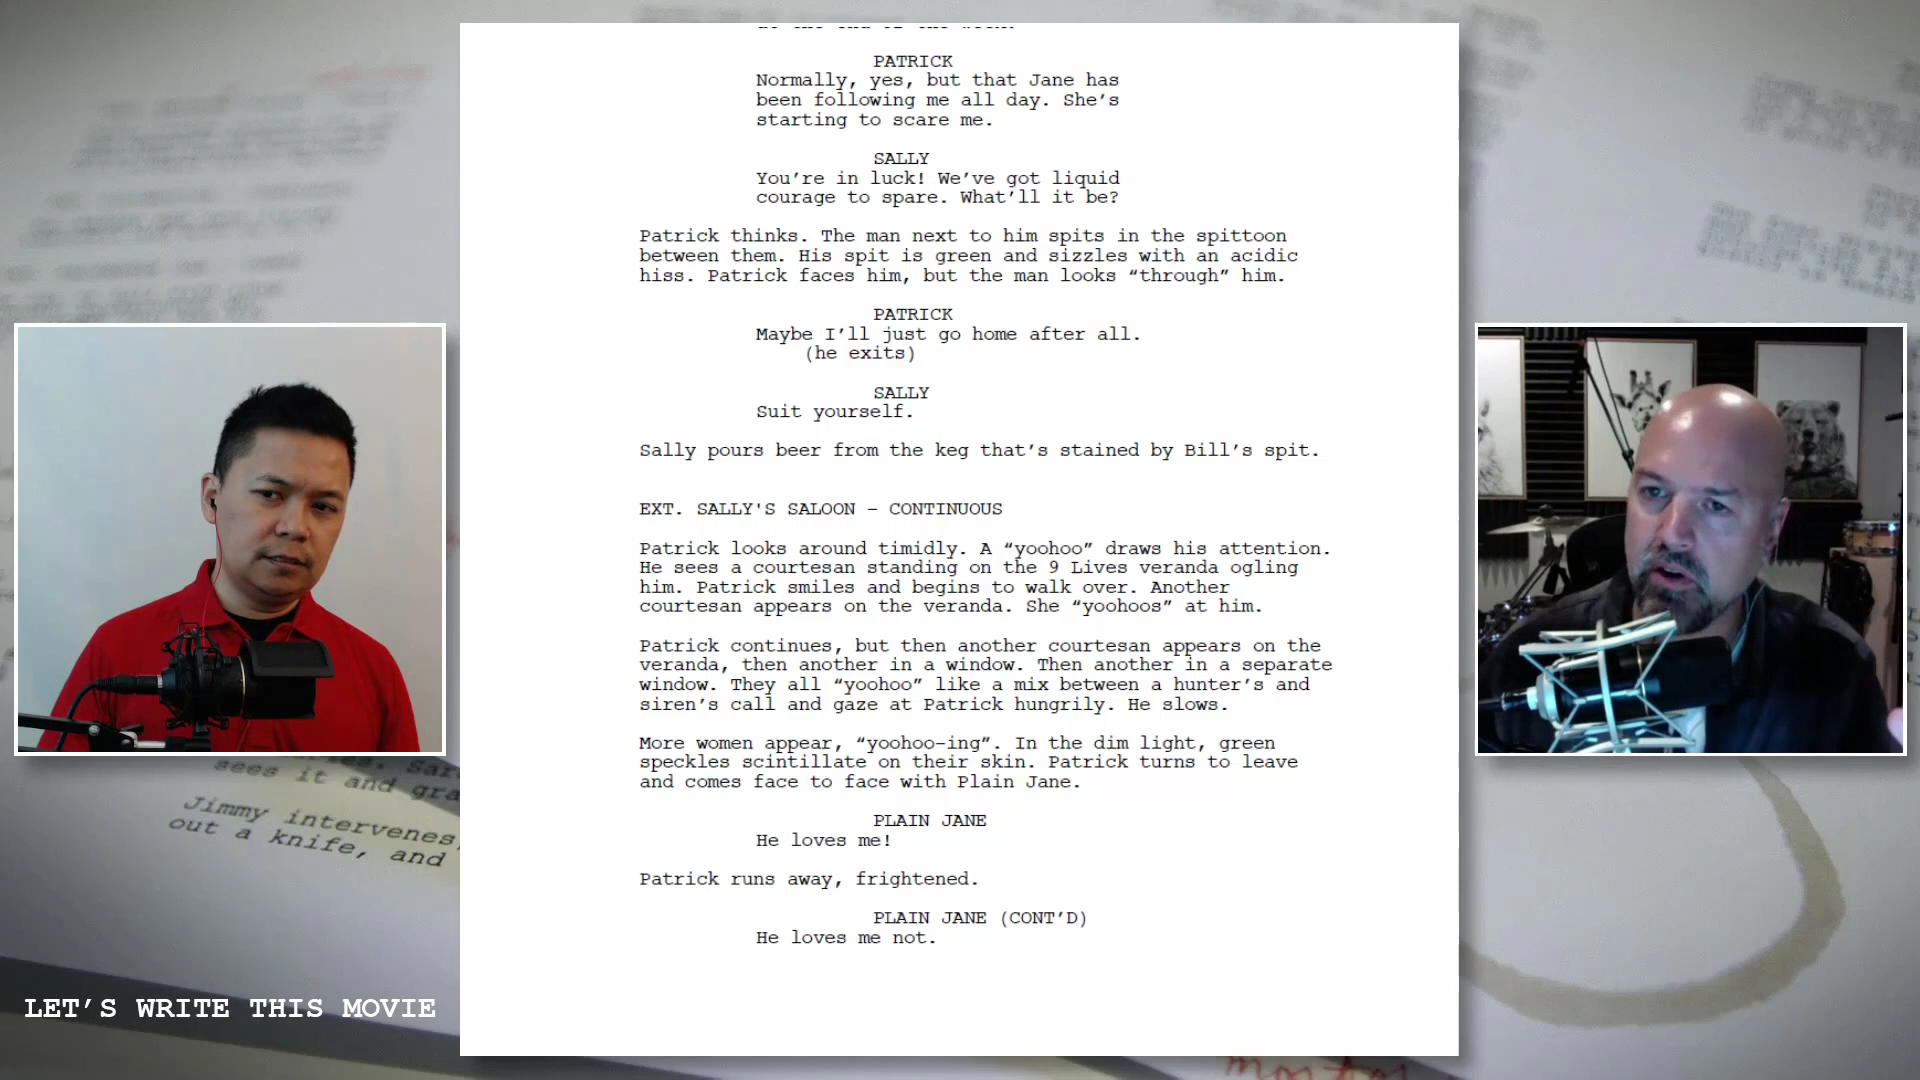 PATRICK
Normally, yes, but that Jane has
been following me all day. She’s
starting to scare me.
SALLY
You’re in luck! We’ve got liquid
courage to spare. What’ll it be?
Patrick thinks. The man next to him spits in the spittoon
between them. His spit is green and sizzles with an acidic
hiss. Patrick faces him, but the man looks “through” him.
PATRICK
Maybe I’ll just go home after all.
(he exits)
SALLY
Suit yourself.
Sally pours beer from the keg that’s stained by Bill’s spit.
EXT. SALLY'S SALOON – CONTINUOUS
Patrick looks around timidly. A “yoohoo” draws his attention.
He sees a courtesan standing on the 9 Lives veranda ogling
him. Patrick smiles and begins to walk over. Another
courtesan appears on the veranda. She “yoohoos” at him.
Patrick continues, but then another courtesan appears on the
veranda, then another in a window. Then another in a separate
window. They all “yoohoo” like a mix between a hunter’s and
siren’s call and gaze at Patrick hungrily. He slows.
More women appear, “yoohoo-ing”. In the dim light, green
speckles scintillate on their skin. Patrick turns to leave
and comes face to face with Plain Jane.
PLAIN JANE
He loves me!
Patrick runs away, frightened.
PLAIN JANE (CONT’D)
He loves me not.
sees it and gra
Jimmy intervenes
out a knife, and
LET’S WRITE THIS MOVIE